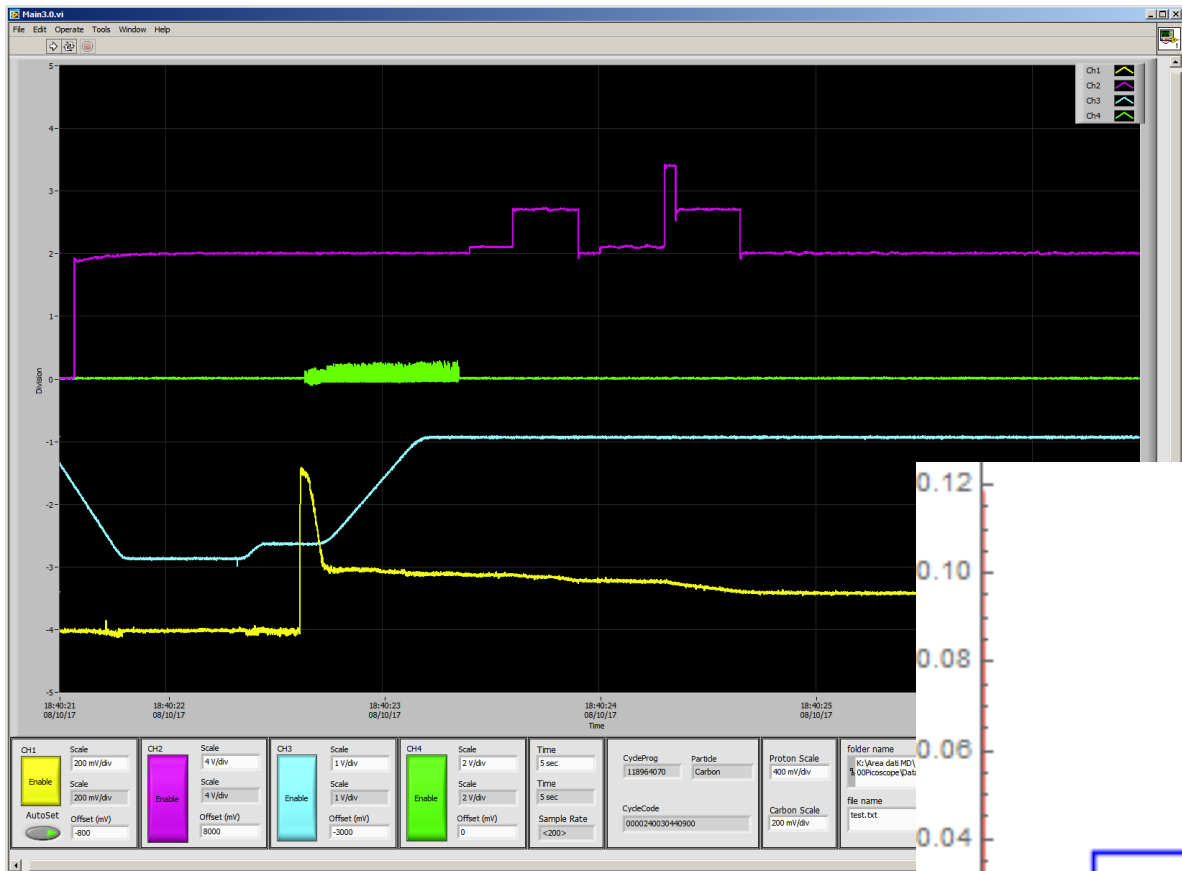 Main3.0.vi
File Edit Operate Tools Window Help
Ch1
Ch2
Ch3
Ch4
5
4
3
2
1
0
-1
-2
-3
-4
-5
Division
18:40:21 18:40:22 18:40:23 18:40:24 18:40:25
08/10/17 08/10/17 08/10/17 08/10/17 08/10/17
Time
0.12
0.10
0.08
0.06
0.04
CH1
Enable
AutoSet
Scale
200 mV/div
Scale
200 mV/div
Offset (mV)
-800
CH2
Enable
Scale
4 V/div
Scale
4 V/div
Offset (mV)
8000
CH3
Enable
Scale
1 V/div
Scale
1 V/div
Offset (mV)
-3000
CH4
Enable
Scale
2 V/div
Scale
2 V/div
Offset (mV)
0
Time
5 sec
Time
5 sec
Sample Rate
<200>
CycleProg Particle
118964070 Carbon
CycleCode
0000240030440900
Proton Scale
400 mV/div
Carbon Scale
200 mV/div
folder name
K:\Area dati MD\
00Picoscope\Data
file name
test.txt